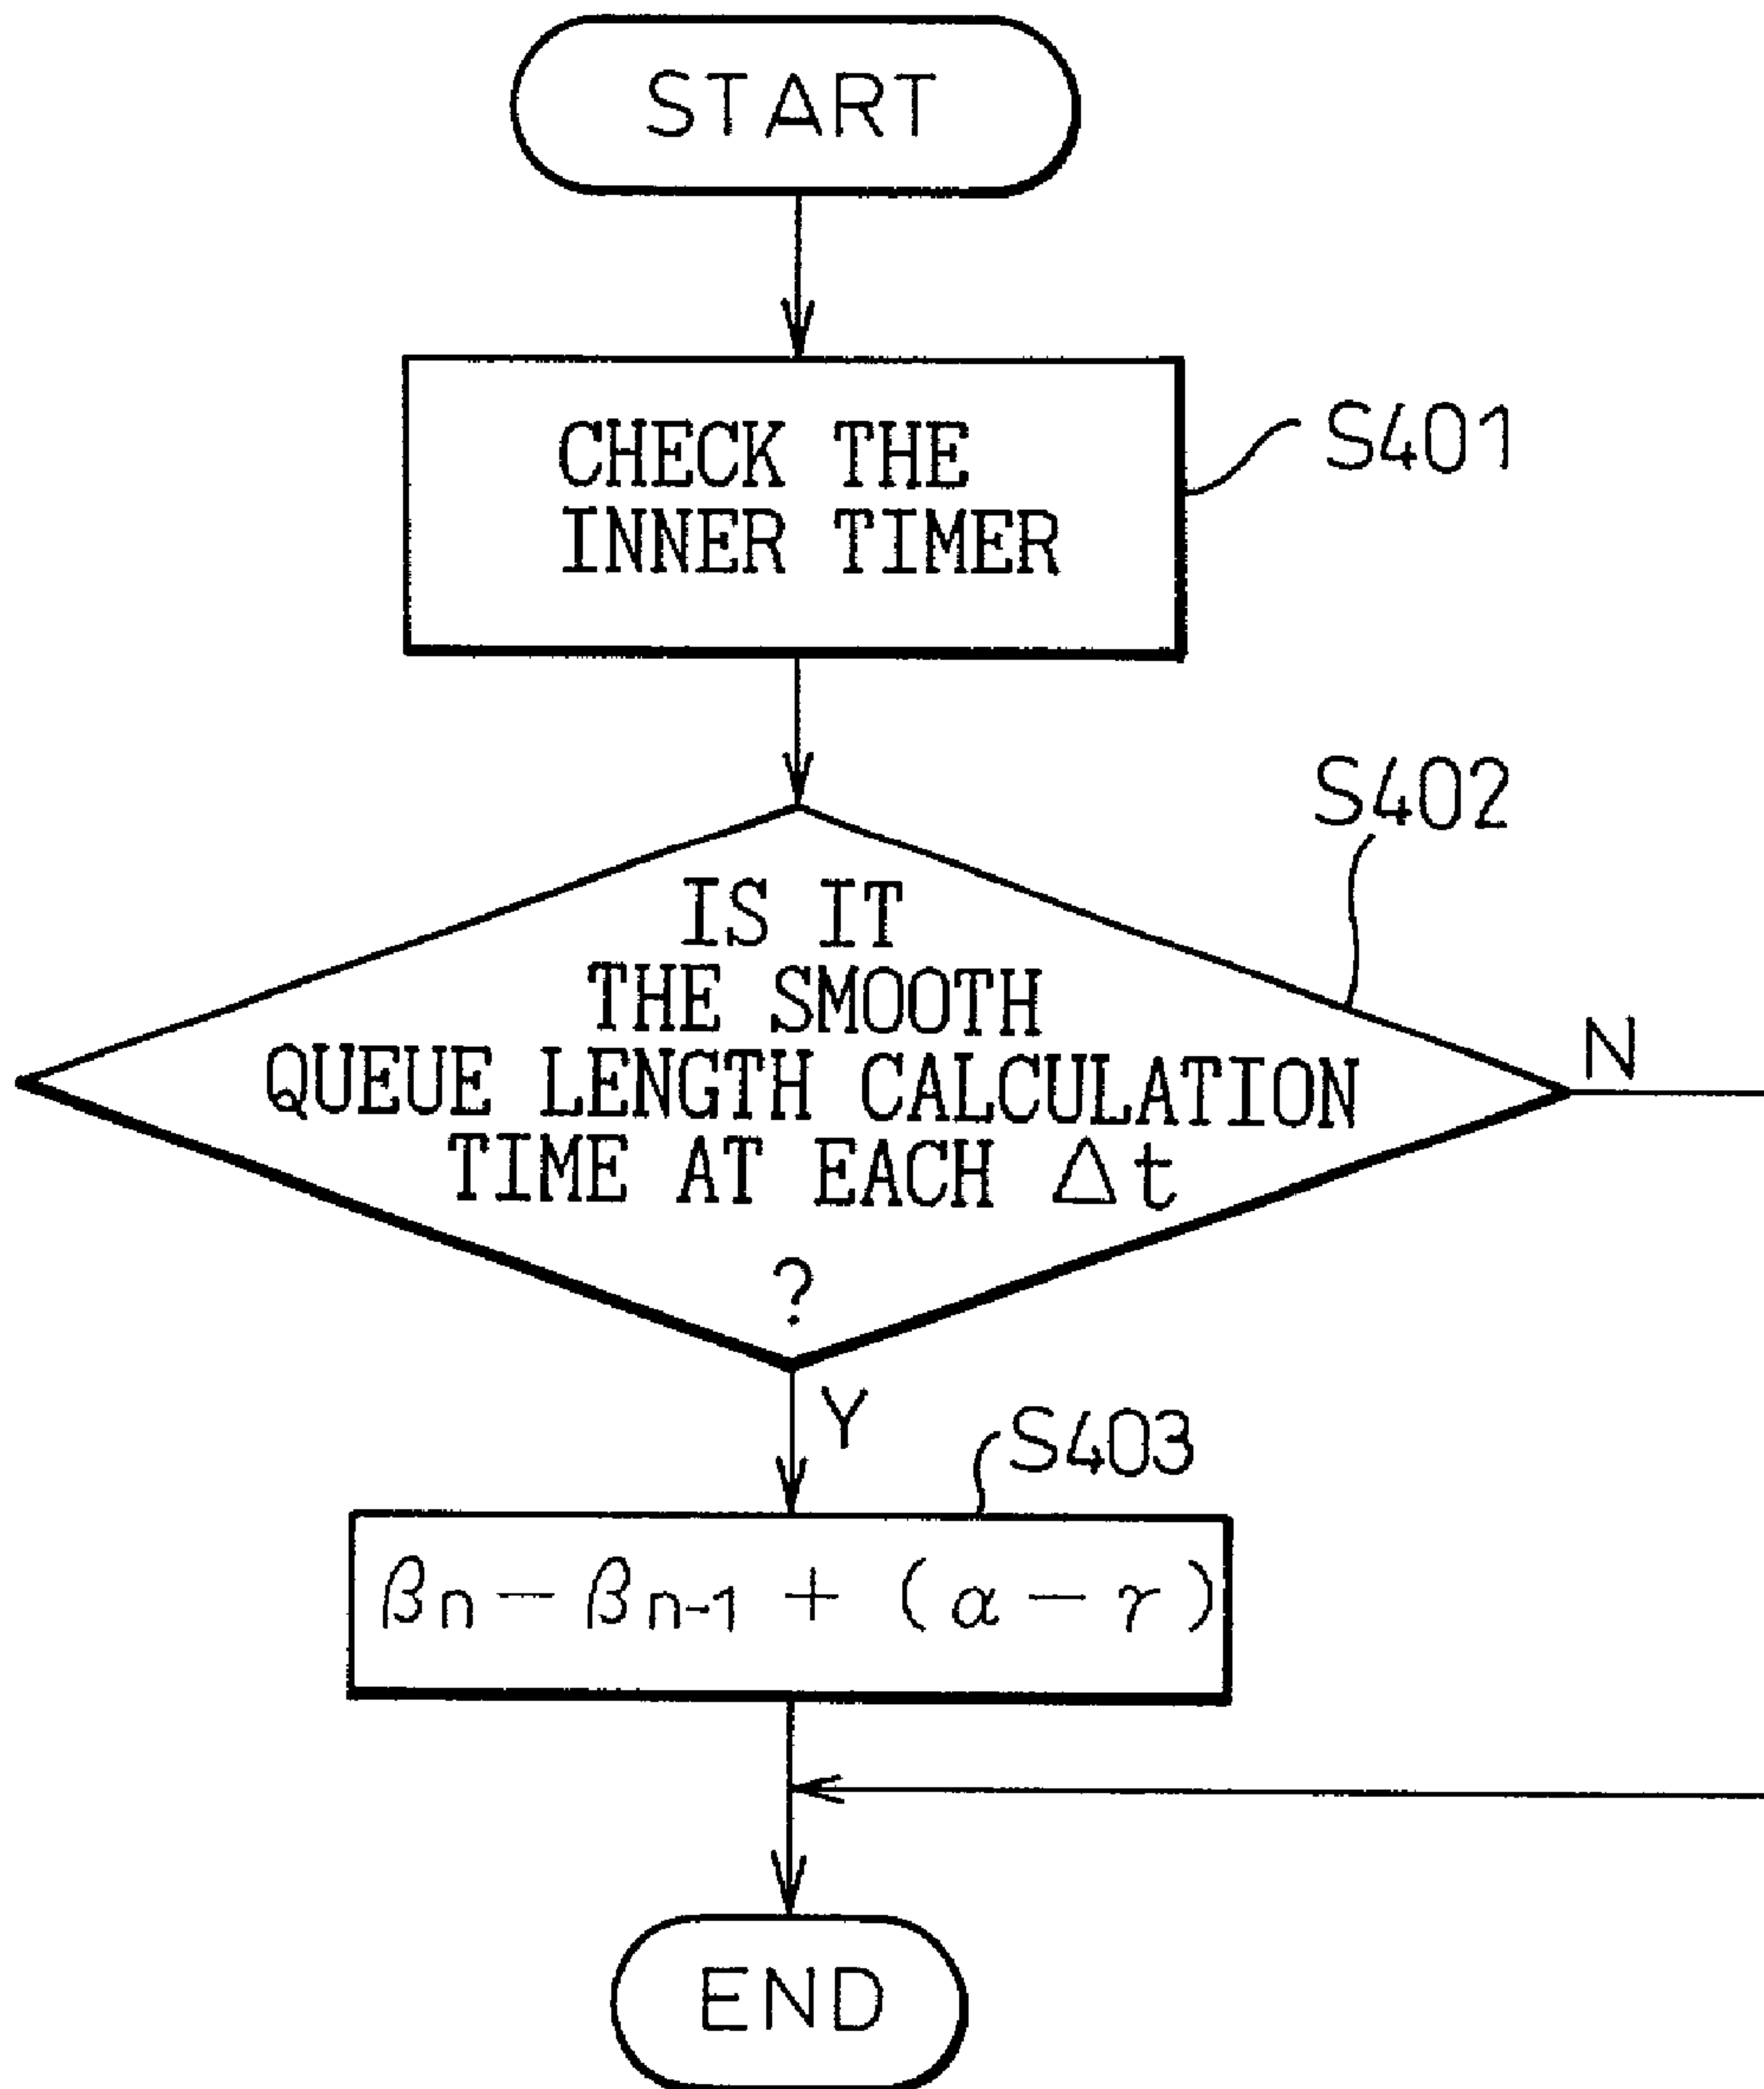 START
CHECK THE
INNER TIMER
S401
S402
IS IT
THE SMOOTH
QUEUE LENGTH CALCULATION
TIME AT EACH Δt
?
N
Y
S403
βn − βn-1 + (α − γ)
END